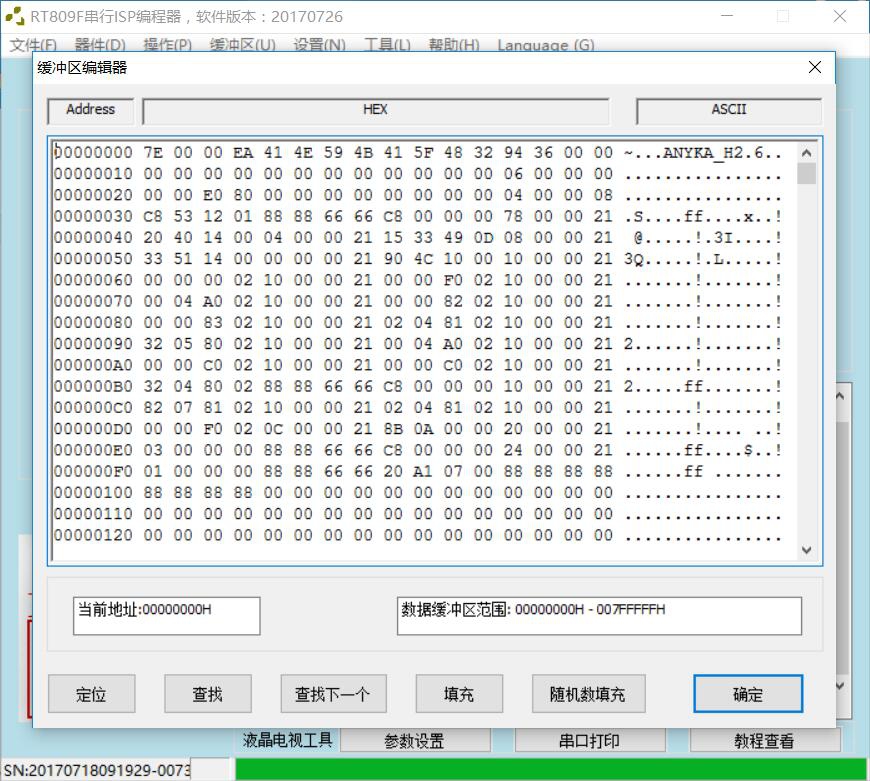 RT809F串行ISP编程器，软件版本：20170726
文件(F) 器件(D) 操作(P) 缓冲区(U) 设置(N) 工具(L) 帮助(H) Language (G)
缓冲区编辑器
Address HEX ASCII
00000000 7E 00 00 EA 41 4E 59 4B 41 5F 48 32 94 36 00 00 ~...ANYKA_H2.6..
00000010 00 00 00 00 00 00 00 00 00 00 00 00 06 00 00 00 ................
00000020 00 00 E0 80 00 00 00 00 00 00 00 00 04 00 00 08 ................
00000030 C8 53 12 01 88 88 66 66 C8 00 00 00 78 00 00 21 .S....ff....x..!
00000040 20 40 14 00 04 00 00 21 15 33 49 0D 08 00 00 21  @.....!.3I....!
00000050 33 51 14 00 00 00 00 21 90 4C 10 00 10 00 00 21 3Q.....!.L.....!
00000060 00 00 00 02 10 00 00 21 00 00 F0 02 10 00 00 21 .......!.......!
00000070 00 04 A0 02 10 00 00 21 00 00 82 02 10 00 00 21 .......!.......!
00000080 00 00 83 02 10 00 00 21 02 04 81 02 10 00 00 21 .......!.......!
00000090 32 05 80 02 10 00 00 21 00 04 A0 02 10 00 00 21 2......!.......!
000000A0 00 00 C0 02 10 00 00 21 00 00 C0 02 10 00 00 21 .......!.......!
000000B0 32 04 80 02 88 88 66 66 C8 00 00 00 10 00 00 21 2.....ff.......!
000000C0 82 07 81 02 10 00 00 21 02 04 81 02 10 00 00 21 .......!.......!
000000D0 00 00 F0 02 0C 00 00 21 8B 0A 00 00 20 00 00 21 .......!.... ..!
000000E0 03 00 00 00 88 88 66 66 C8 00 00 00 24 00 00 21 ......ff....$..!
000000F0 01 00 00 00 88 88 66 66 20 A1 07 00 88 88 88 88 ......ff .......
00000100 88 88 88 88 00 00 00 00 00 00 00 00 00 00 00 00 ................
00000110 00 00 00 00 00 00 00 00 00 00 00 00 00 00 00 00 ................
00000120 00 00 00 00 00 00 00 00 00 00 00 00 00 00 00 00 ................
当前地址:00000000H 数据缓冲区范围: 00000000H - 007FFFFFH
定位 查找 查找下一个 填充 随机数填充 确定
液晶电视工具 参数设置 串口打印 教程查看
SN:20170718091929-0073